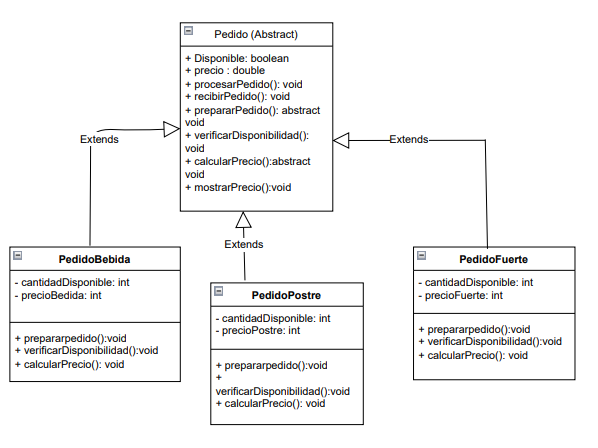 Pedido (Abstract)
+ Disponible: boolean
+ precio : double
+ procesarPedido(): void
+ recibirPedido(): void
+ prepararPedido(): abstract
void
+ verificarDisponibilidad():
void
+ calcularPrecio():abstract
void
+ mostrarPrecio():void
Extends
Extends
Extends
PedidoBebida
- cantidadDisponible: int
- precioBedida: int
+ prepararpedido():void
+ verificarDisponibilidad():void
+ calcularPrecio(): void
PedidoPostre
- cantidadDisponible: int
- precioPostre: int
+ prepararpedido():void
+
verificarDisponibilidad():void
+ calcularPrecio(): void
PedidoFuerte
- cantidadDisponible: int
- precioFuerte: int
+ prepararpedido():void
+ verificarDisponibilidad():void
+ calcularPrecio(): void